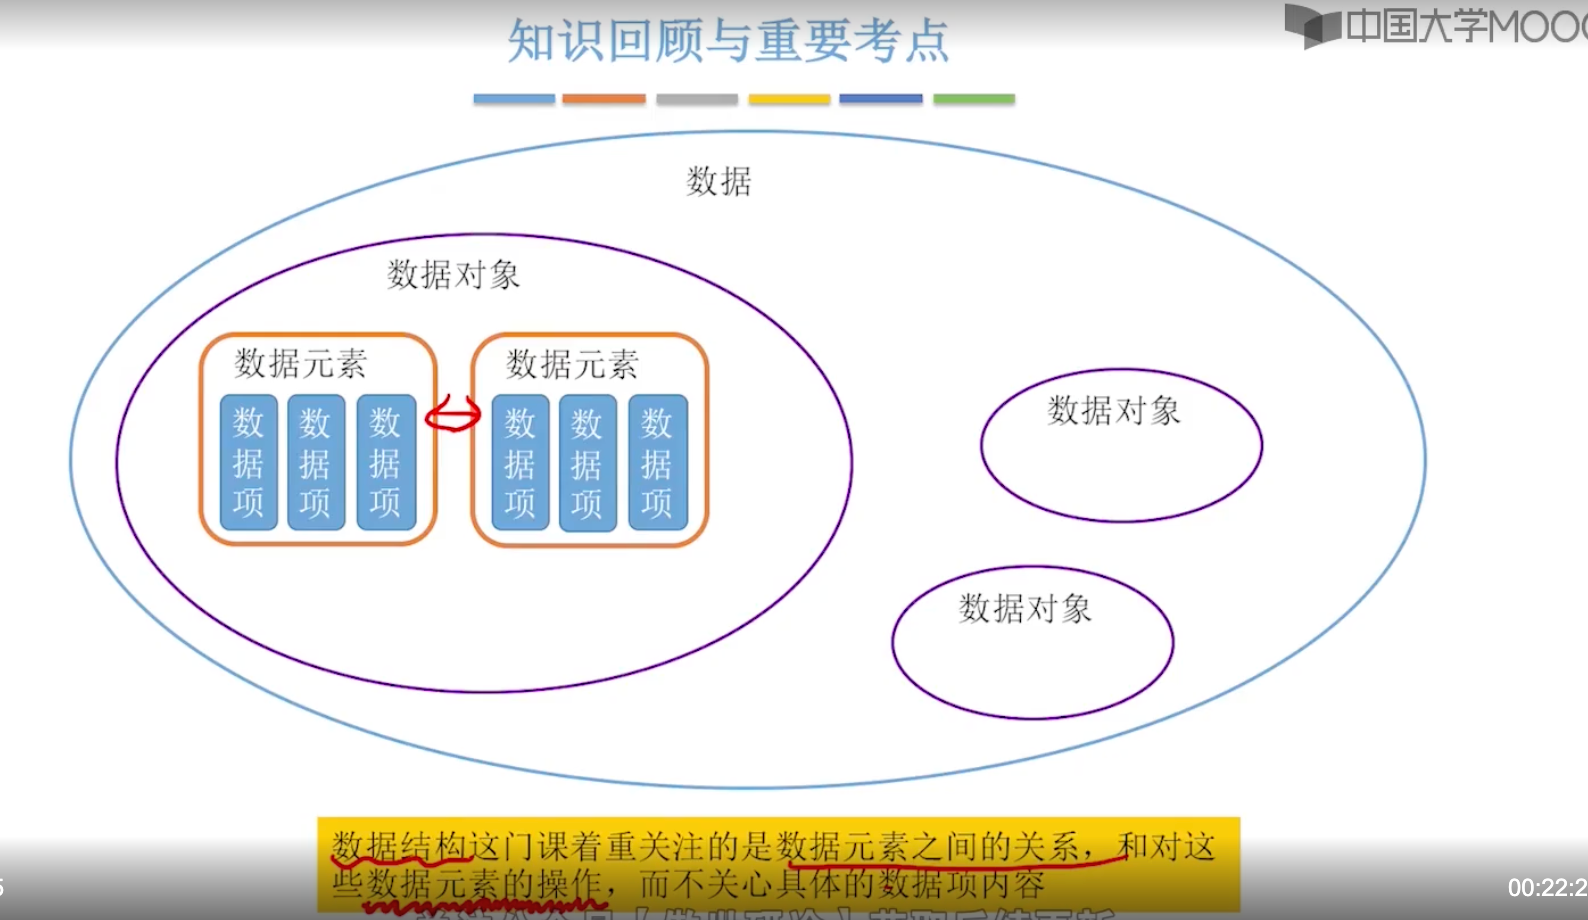 中国大学MOOC
知识回顾与重要考点
数据
数据对象
数据元素
数据项
数据项
数据项
数据元素
数据项
数据项
数据项
数据对象
数据对象
数据结构这门课着重关注的是数据元素之间的关系，和对这
些数据元素的操作，而不关心具体的数据项内容
00:22:2